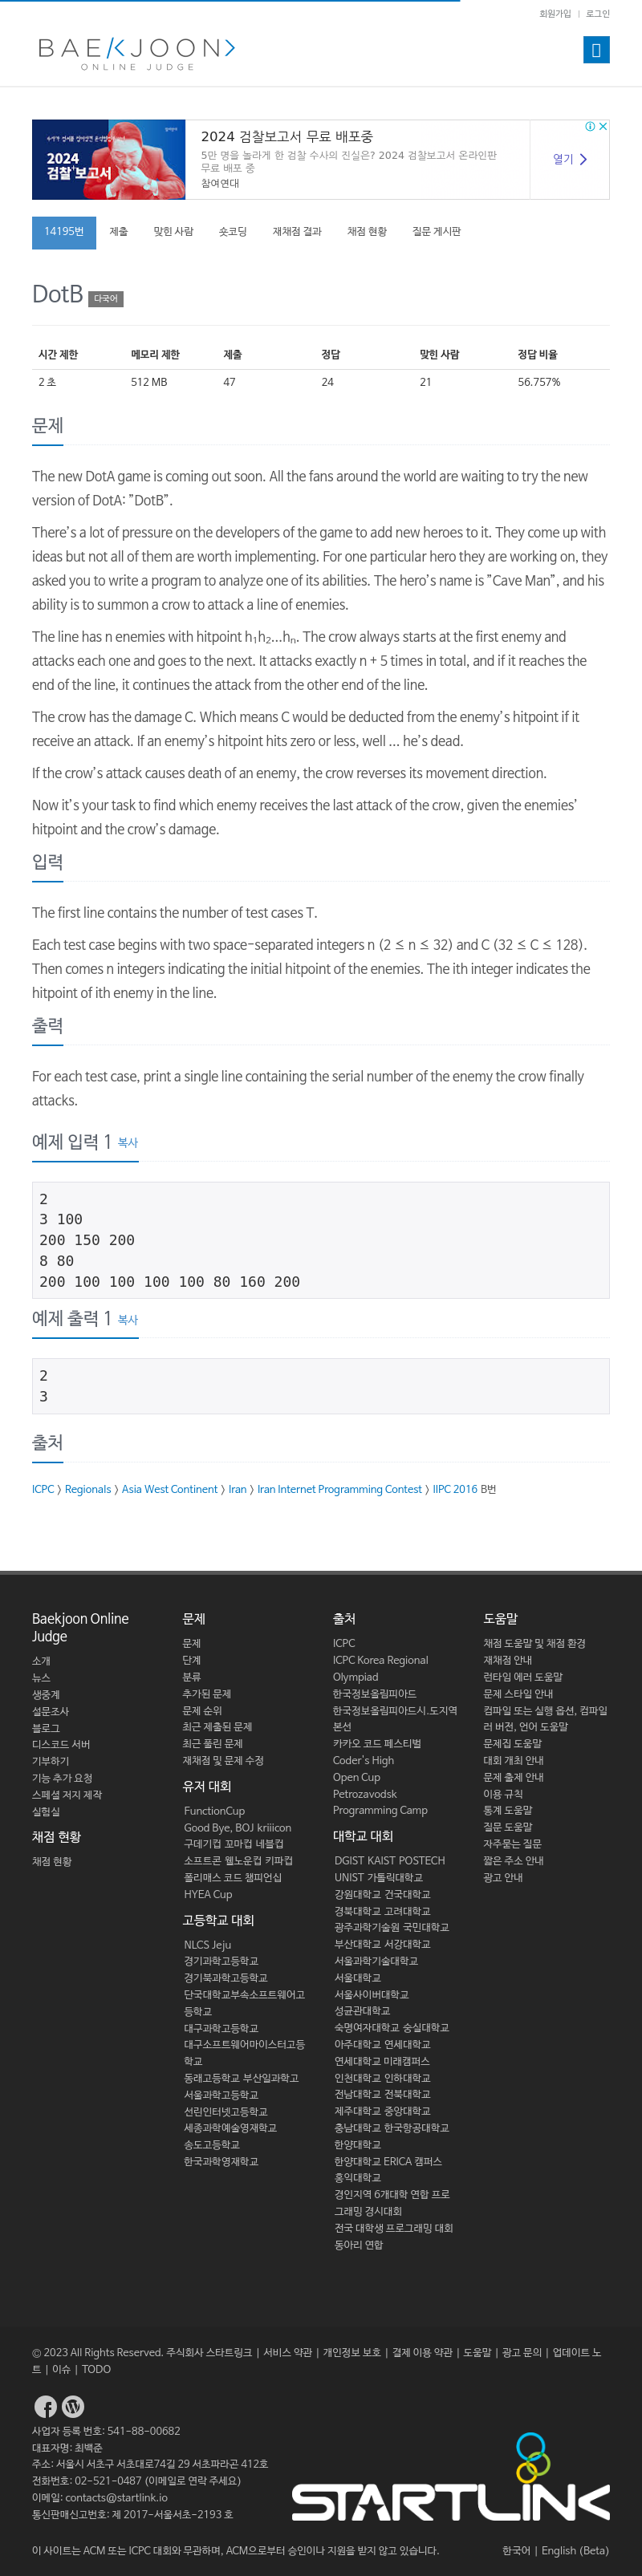 회원가입 | 로그인
BAEKJOON>
ONLINE JUDGE
2024
검찰+보고서
2024 검찰보고서 무료 배포중
5만 명을 놀라게 한 검찰 수사의 진실은? 2024 검찰보고서 온라인판
무료 배포 중
참여연대
열기
14195번 제출 맞힌 사람 숏코딩 재채점 결과 채점 현황 질문 게시판
DotB 다국어
시간 제한 메모리 제한 제출 정답 맞힌 사람 정답 비율
2 초 512 MB 47 24 21 56.757%
문제
The new DotA game is coming out soon. All the fans around the world are waiting to try the new
version of DotA: ”DotB”.
There’s a lot of pressure on the developers of the game to add new heroes to it. They come up with
ideas but not all of them are worth implementing. For one particular hero they are working on, they
asked you to write a program to analyze one of its abilities. The hero’s name is ”Cave Man”, and his
ability is to summon a crow to attack a line of enemies.
The line has n enemies with hitpoint h₁h₂…hₙ. The crow always starts at the first enemy and
attacks each one and goes to the next. It attacks exactly n + 5 times in total, and if it reaches the
end of the line, it continues the attack from the other end of the line.
The crow has the damage C. Which means C would be deducted from the enemy’s hitpoint if it
receive an attack. If an enemy’s hitpoint hits zero or less, well … he’s dead.
If the crow’s attack causes death of an enemy, the crow reverses its movement direction.
Now it’s your task to find which enemy receives the last attack of the crow, given the enemies’
hitpoint and the crow’s damage.
입력
The first line contains the number of test cases T.
Each test case begins with two space-separated integers n (2 ≤ n ≤ 32) and C (32 ≤ C ≤ 128).
Then comes n integers indicating the initial hitpoint of the enemies. The ith integer indicates the
hitpoint of ith enemy in the line.
출력
For each test case, print a single line containing the serial number of the enemy the crow finally
attacks.
예제 입력 1 복사
2
3 100
200 150 200
8 80
200 100 100 100 100 80 160 200
예제 출력 1 복사
2
3
출처
ICPC > Regionals > Asia West Continent > Iran > Iran Internet Programming Contest > IIPC 2016 B번
Baekjoon Online
Judge
소개
뉴스
생중계
설문조사
블로그
디스코드 서버
기부하기
기능 추가 요청
스페셜 저지 제작
실험실
채점 현황
채점 현황
문제
문제
단계
분류
추가된 문제
문제 순위
최근 제출된 문제
최근 풀린 문제
재채점 및 문제 수정
유저 대회
FunctionCup
Good Bye, BOJ kriiicon
구데기컵 꼬마컵 네블컵
소프트콘 웰노운컵 키파컵
폴리매스 코드 챔피언십
HYEA Cup
고등학교 대회
NLCS Jeju
경기과학고등학교
경기북과학고등학교
단국대학교부속소프트웨어고
등학교
대구과학고등학교
대구소프트웨어마이스터고등
학교
동래고등학교 부산일과학고
서울과학고등학교
선린인터넷고등학교
세종과학예술영재학교
송도고등학교
한국과학영재학교
출처
ICPC
ICPC Korea Regional
Olympiad
한국정보올림피아드
한국정보올림피아드시.도지역
본선
카카오 코드 페스티벌
Coder's High
Open Cup
Petrozavodsk
Programming Camp
대학교 대회
DGIST KAIST POSTECH
UNIST 가톨릭대학교
강원대학교 건국대학교
경북대학교 고려대학교
광주과학기술원 국민대학교
부산대학교 서강대학교
서울과학기술대학교
서울대학교
서울사이버대학교
성균관대학교
숙명여자대학교 숭실대학교
아주대학교 연세대학교
연세대학교 미래캠퍼스
인천대학교 인하대학교
전남대학교 전북대학교
제주대학교 중앙대학교
충남대학교 한국항공대학교
한양대학교
한양대학교 ERICA 캠퍼스
홍익대학교
경인지역 6개대학 연합 프로
그래밍 경시대회
전국 대학생 프로그래밍 대회
동아리 연합
도움말
채점 도움말 및 채점 환경
재채점 안내
런타임 에러 도움말
문제 스타일 안내
컴파일 또는 실행 옵션, 컴파일
러 버전, 언어 도움말
문제집 도움말
대회 개최 안내
문제 출제 안내
이용 규칙
통계 도움말
질문 도움말
자주묻는 질문
짧은 주소 안내
광고 안내
© 2023 All Rights Reserved. 주식회사 스타트링크 | 서비스 약관 | 개인정보 보호 | 결제 이용 약관 | 도움말 | 광고 문의 | 업데이트 노
트 | 이슈 | TODO
사업자 등록 번호: 541-88-00682
대표자명: 최백준
주소: 서울시 서초구 서초대로74길 29 서초파라곤 412호
전화번호: 02-521-0487 (이메일로 연락 주세요)
이메일: contacts@startlink.io
통신판매신고번호: 제 2017-서울서초-2193 호
STARTLINK
이 사이트는 ACM 또는 ICPC 대회와 무관하며, ACM으로부터 승인이나 지원을 받지 않고 있습니다.
한국어 | English (Beta)